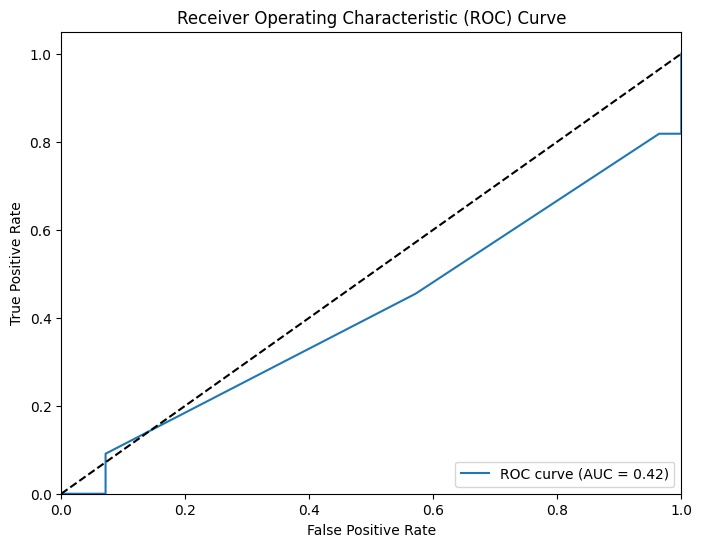 Receiver Operating Characteristic (ROC) Curve
True Positive Rate
1.0
0.8
0.6
0.4
0.2
0.0
ROC curve (AUC = 0.42)
0.0 0.2 0.4 0.6 0.8 1.0
False Positive Rate